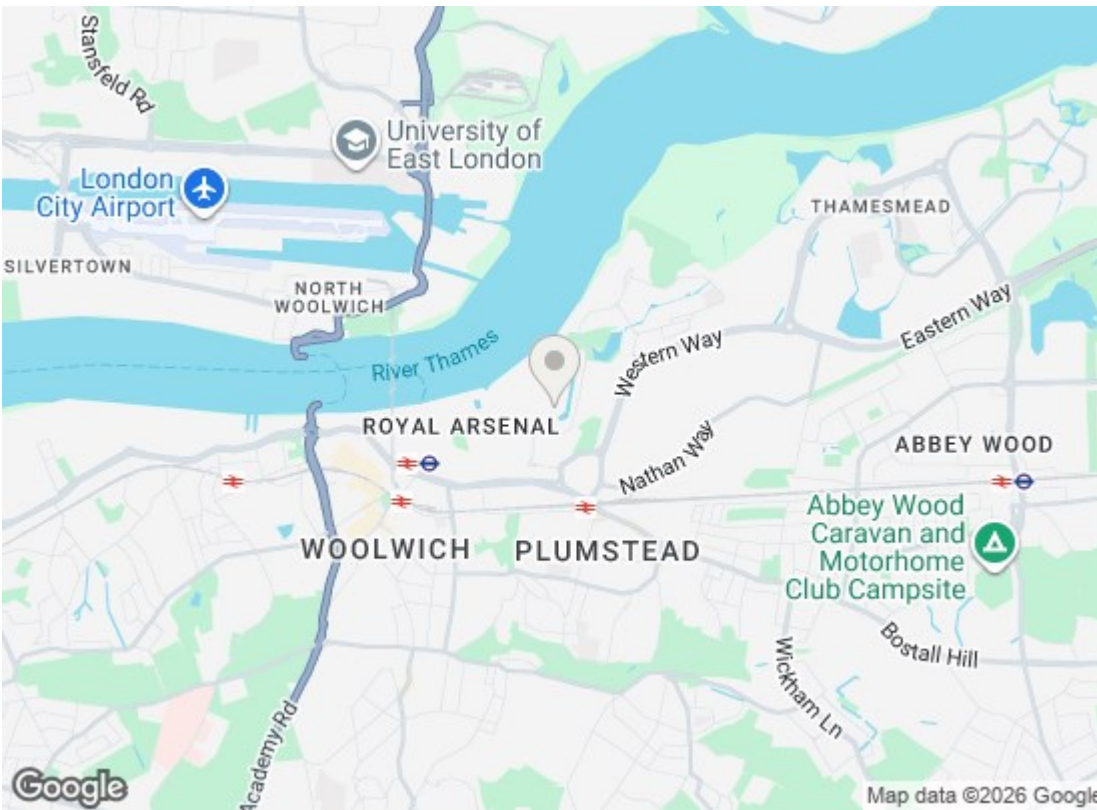 Stansfeld Rd
University of
East London
London
City Airport
THAMESMEAD
SILVERTOWN
NORTH
WOOLWICH
Eastern Way
River Thames
Western Way
ROYAL ARSENAL
Nathan Way
ABBEY WOOD
WOOLWICH
PLUMSTEAD
Abbey Wood
Caravan and
Motorhome
Club Campsite
Bostall Hill
Wickham Ln
Academy Rd
Google
Map data ©2026 Google